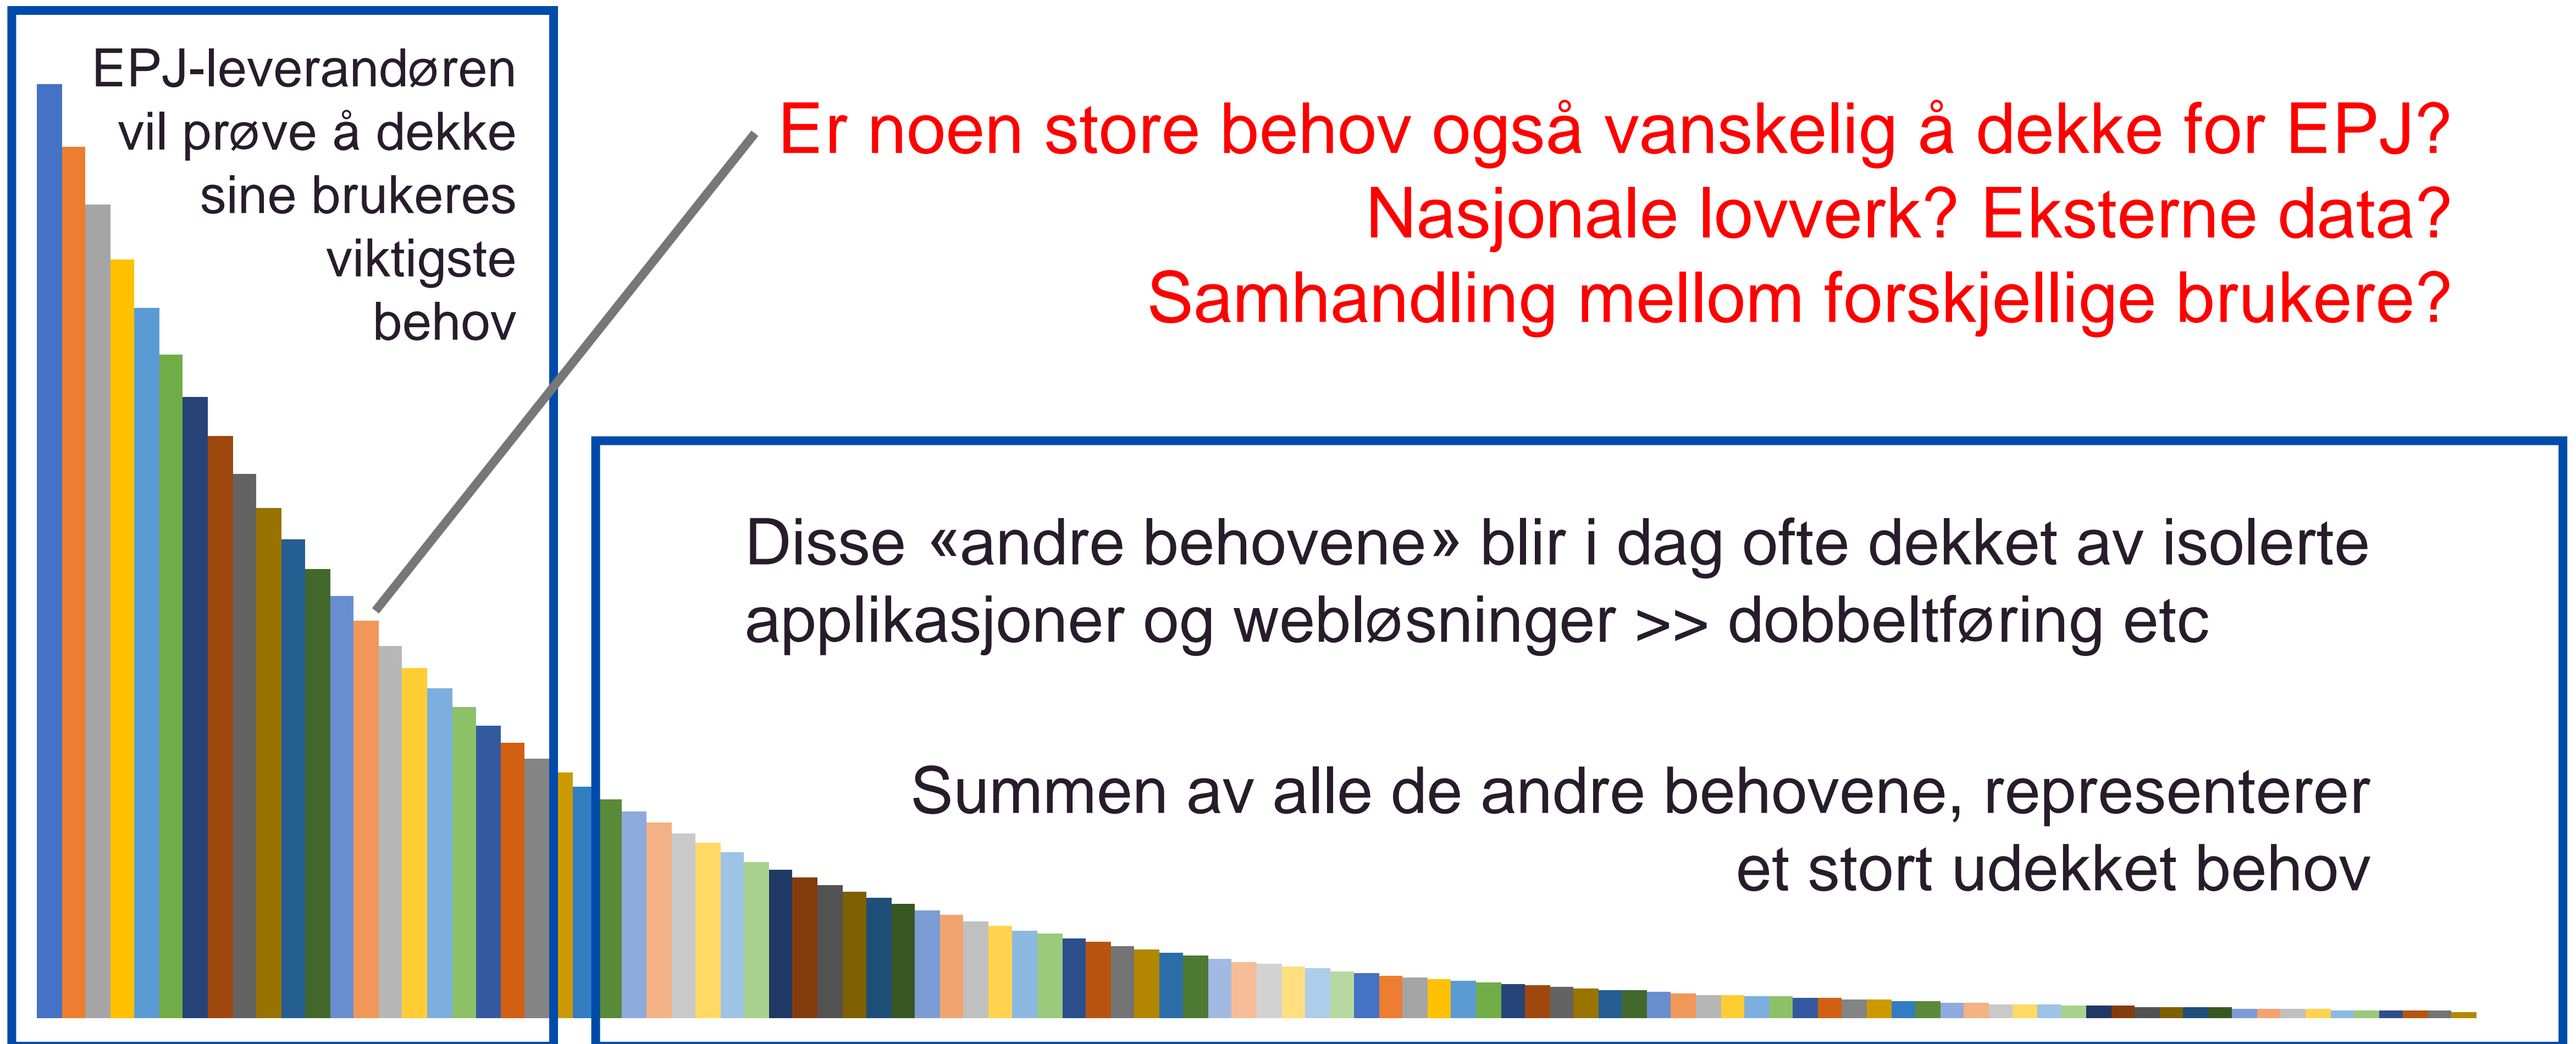 EPJ-leverandøren
vil prøve å dekke
sine brukeres
viktigste
behov
Er noen store behov også vanskelig å dekke for EPJ?
Nasjonale lovverk? Eksterne data?
Samhandling mellom forskjellige brukere?
Disse «andre behovene» blir i dag ofte dekket av isolerte
applikasjoner og webløsninger >> dobbeltføring etc
Summen av alle de andre behovene, representerer
et stort udekket behov